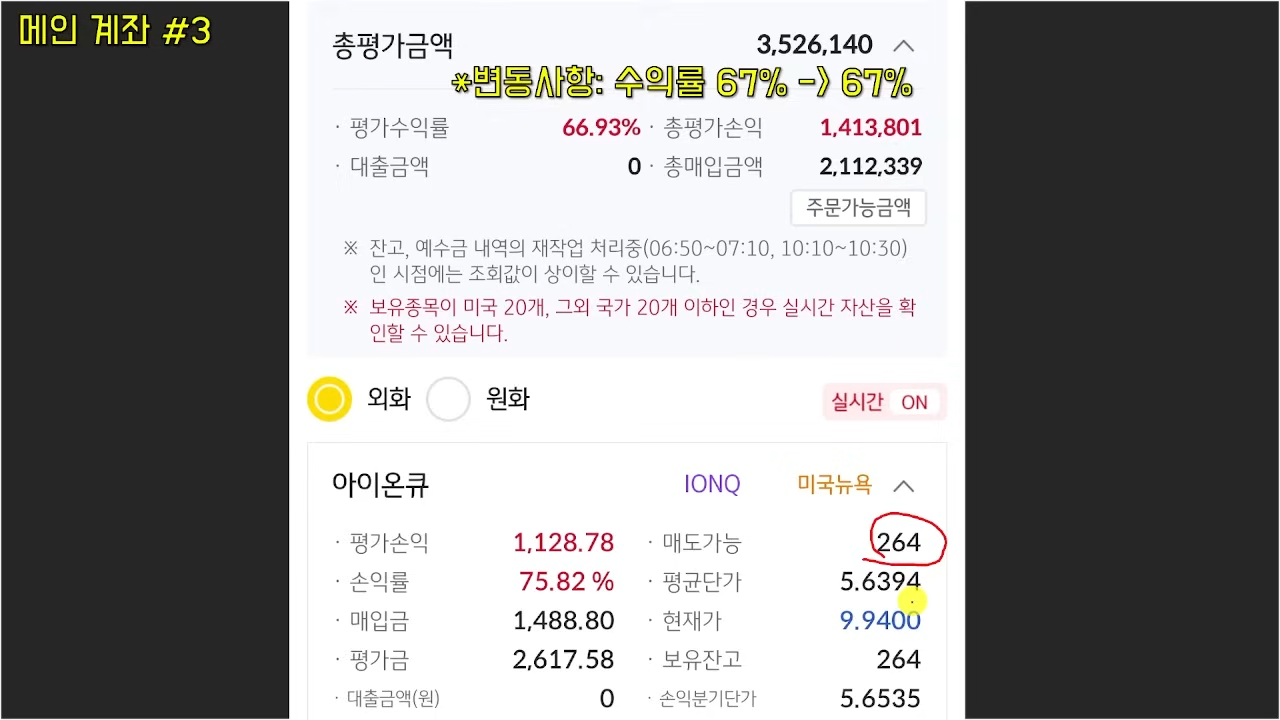 메인 계좌 #3
총평가금액 3,526,140
*변동사항: 수익률 67% -> 67%
· 평가수익률 66.93% · 총평가손익 1,413,801
· 대출금액 0 · 총매입금액 2,112,339
주문가능금액
※ 잔고, 예수금 내역의 재작업 처리중(06:50~07:10, 10:10~10:30)
인 시점에는 조회값이 상이할 수 있습니다.
※ 보유종목이 미국 20개, 그외 국가 20개 이하인 경우 실시간 자산을 확
인할 수 있습니다.
외화 원화 실시간 ON
아이온큐 IONQ 미국뉴욕
· 평가손익 1,128.78 · 매도가능 264
· 손익률 75.82 % · 평균단가 5.6394
· 매입금 1,488.80 · 현재가 9.9400
· 평가금 2,617.58 · 보유잔고 264
· 대출금액(원) 0 · 손익분기단가 5.6535